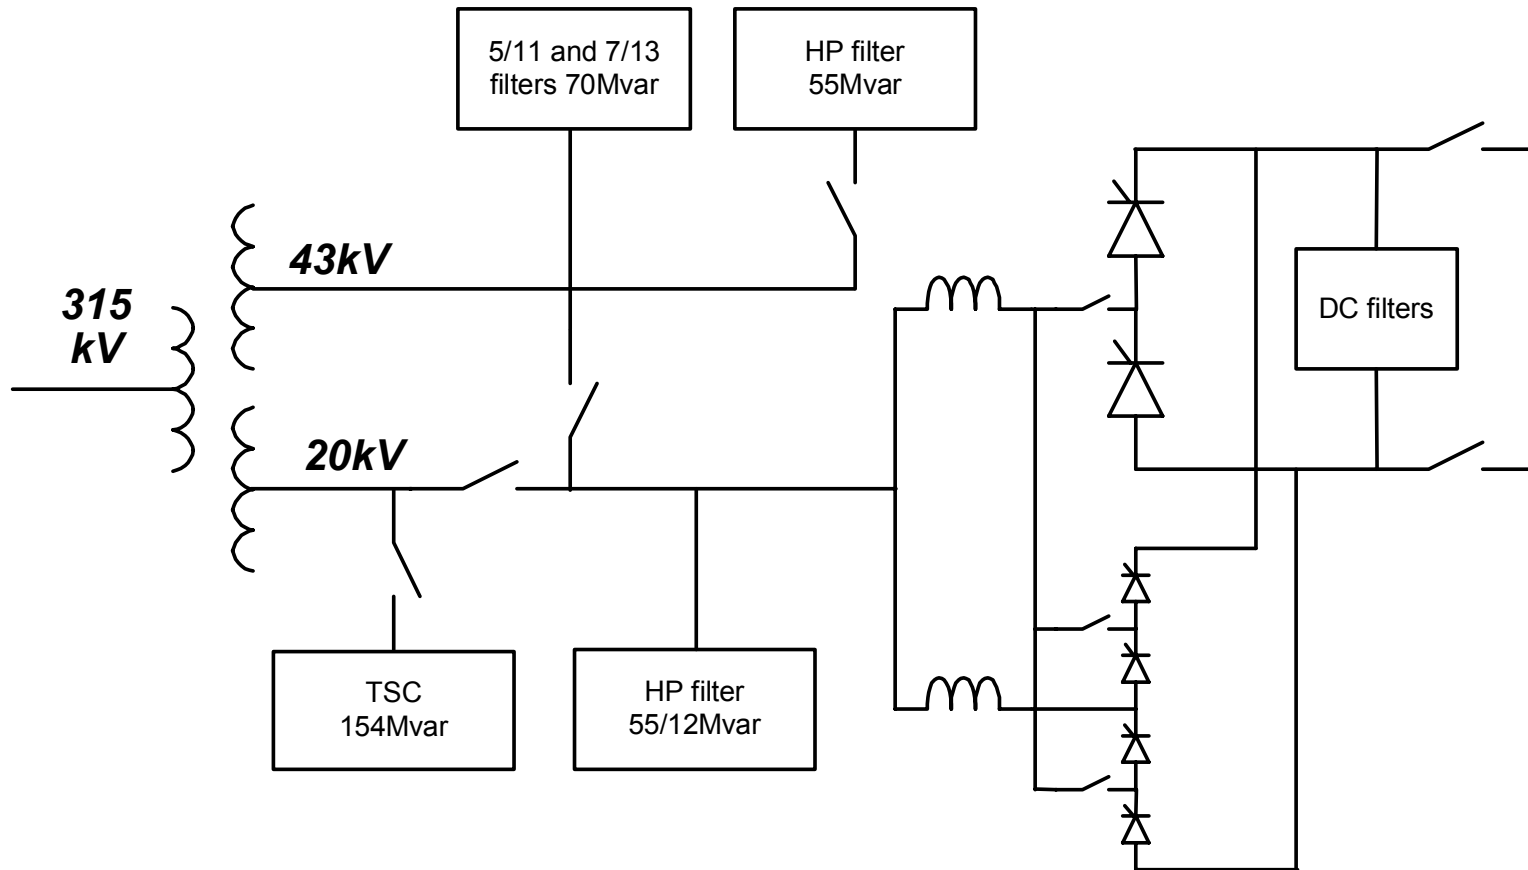 5/11 and 7/13
filters 70Mvar
HP filter
55Mvar
43kV
315
kV
DC filters
20kV
TSC
154Mvar
HP filter
55/12Mvar